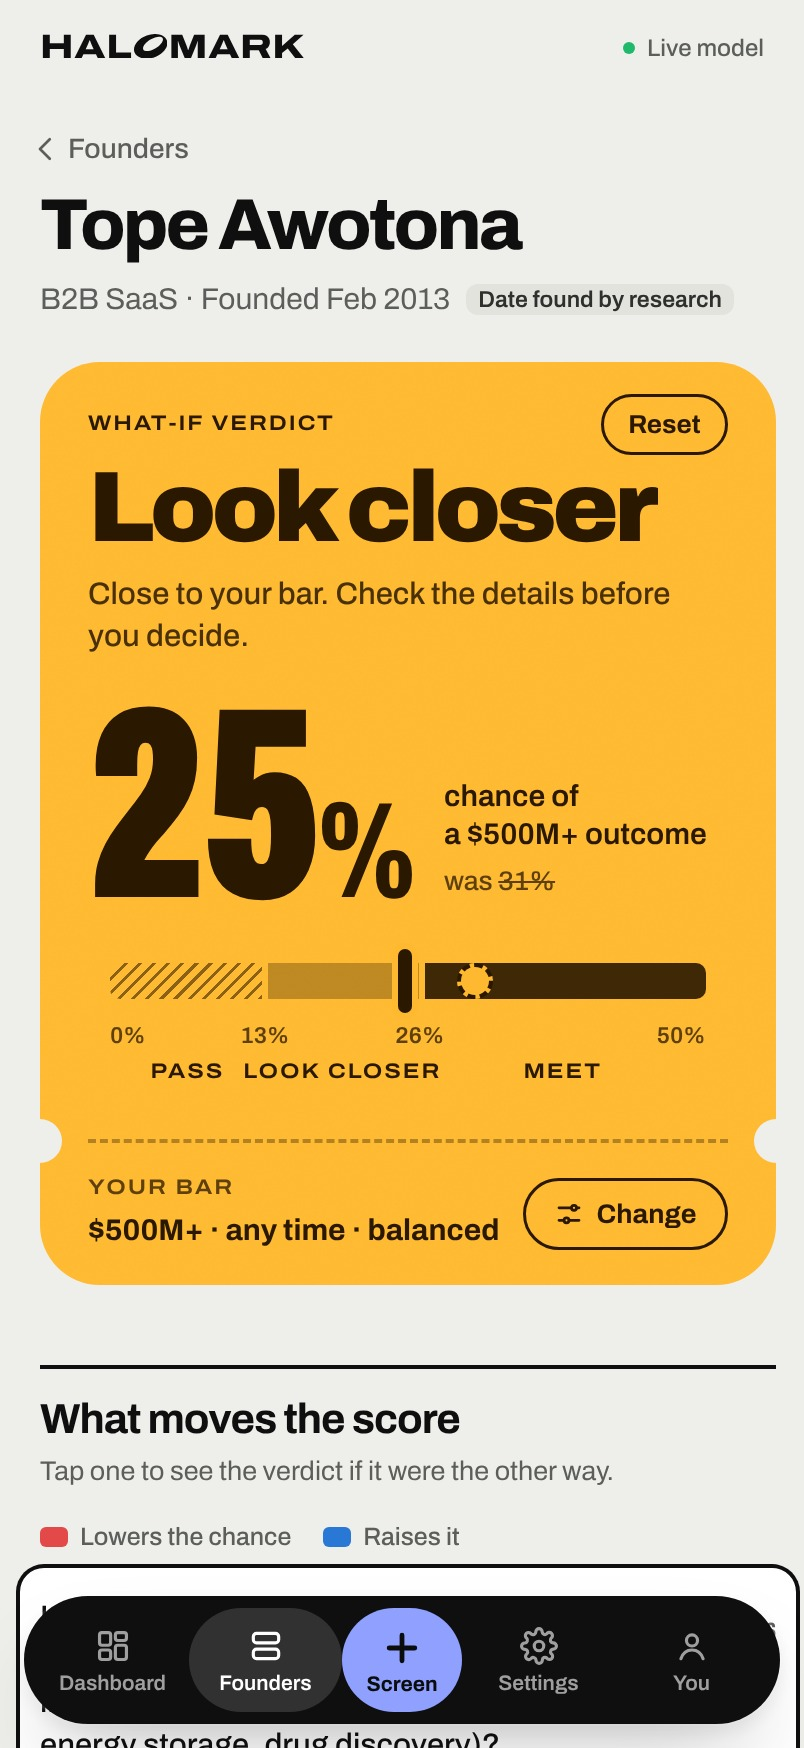 HALOMARK
Live model
Founders
Tope Awotona
B2B SaaS · Founded Feb 2013 Date found by research
WHAT-IF VERDICT
Reset
Look closer
Close to your bar. Check the details before
you decide.
25%
chance of
a $500M+ outcome
was 31%
0% 13% 26% 50%
PASS LOOK CLOSER MEET
YOUR BAR
$500M+ · any time · balanced
Change
What moves the score
Tap one to see the verdict if it were the other way.
Lowers the chance Raises it
Dashboard Founders Screen Settings You
energy storage, drug discovery)?